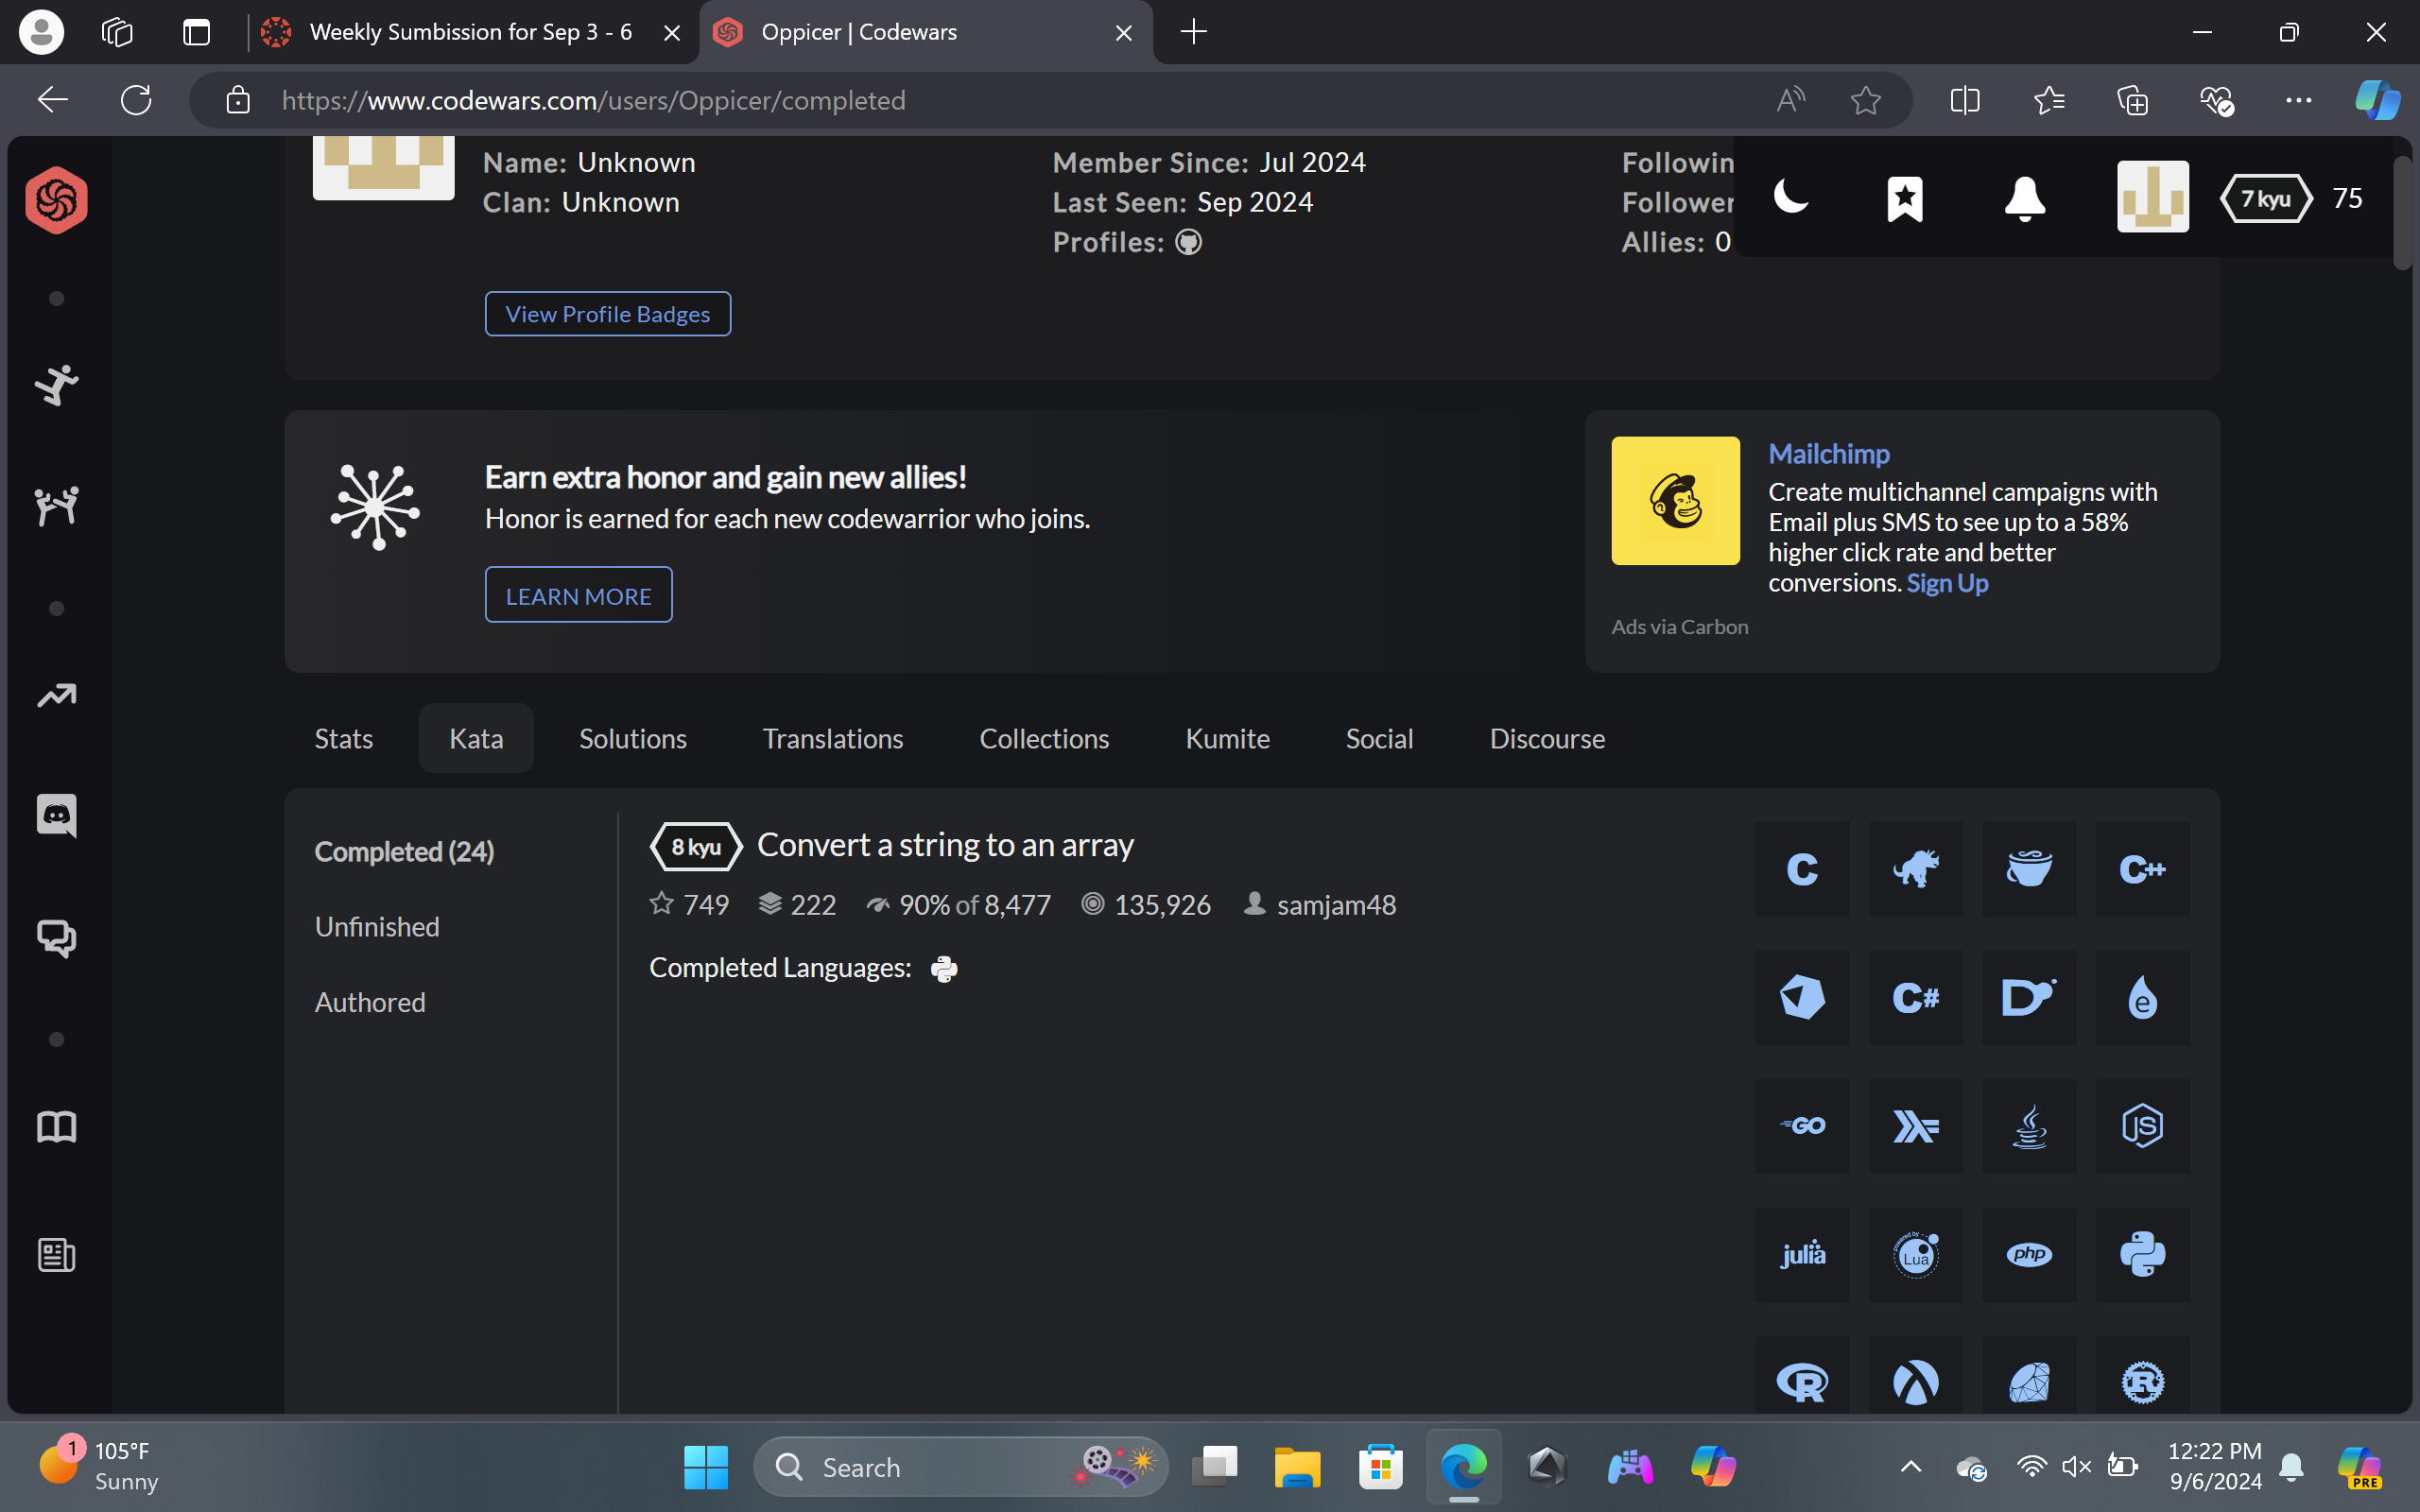 Weekly Sumbission for Sep 3 - 6
Oppicer | Codewars
https://www.codewars.com/users/Oppicer/completed
Name: Unknown
Clan: Unknown
Member Since: Jul 2024
Last Seen: Sep 2024
Profiles:
Followin
Follower
Allies: 0
7 kyu
75
View Profile Badges
Earn extra honor and gain new allies!
Honor is earned for each new codewarrior who joins.
LEARN MORE
Mailchimp
Create multichannel campaigns with
Email plus SMS to see up to a 58%
higher click rate and better
conversions. Sign Up
Ads via Carbon
Stats Kata Solutions Translations Collections Kumite Social Discourse
Completed (24)
Unfinished
Authored
8 kyu Convert a string to an array
749 222 90% of 8,477 135,926 samjam48
Completed Languages:
C C++
C# D e
GO JS
julia powered by Lua php
R R
1
105°F
Sunny
Search
12:22 PM
9/6/2024
PRE